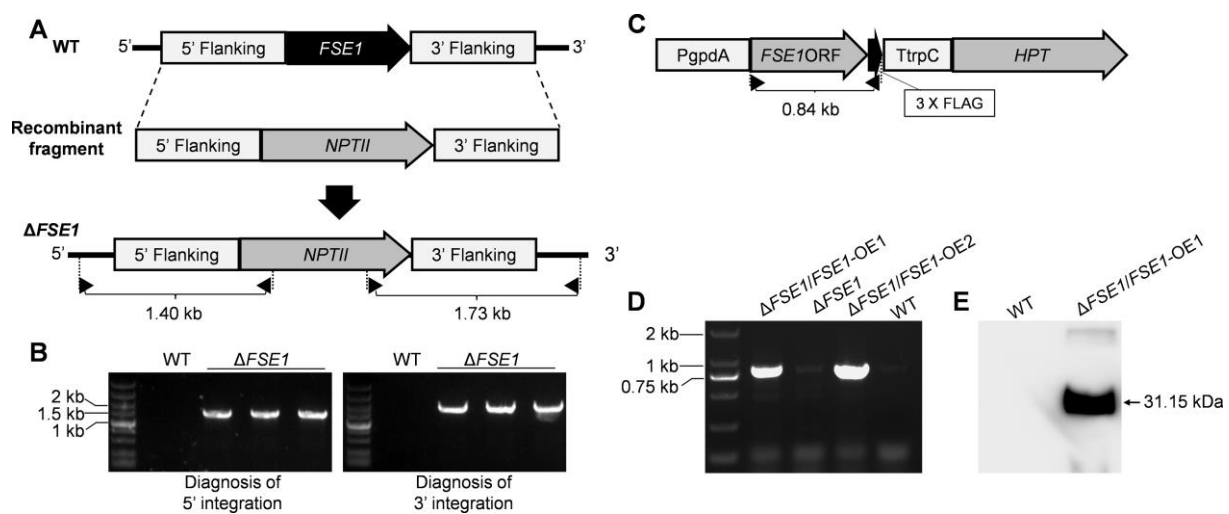 A
WT
5'
5' Flanking
FSE1
3' Flanking
3'
Recombinant
fragment
5' Flanking
NPTII
3' Flanking
ΔFSE1
5'
5' Flanking
NPTII
3' Flanking
3'
1.40 kb
1.73 kb
B
WT
ΔFSE1
WT
ΔFSE1
2 kb
1.5 kb
1 kb
Diagnosis of
5' integration
Diagnosis of
3' integration
C
PgpdA
FSE1ORF
TtrpC
HPT
0.84 kb
3 X FLAG
D
ΔFSE1/FSE1-OE1
ΔFSE1
ΔFSE1/FSE1-OE2
WT
2 kb
1 kb
0.75 kb
E
WT
ΔFSE1/FSE1-OE1
31.15 kDa